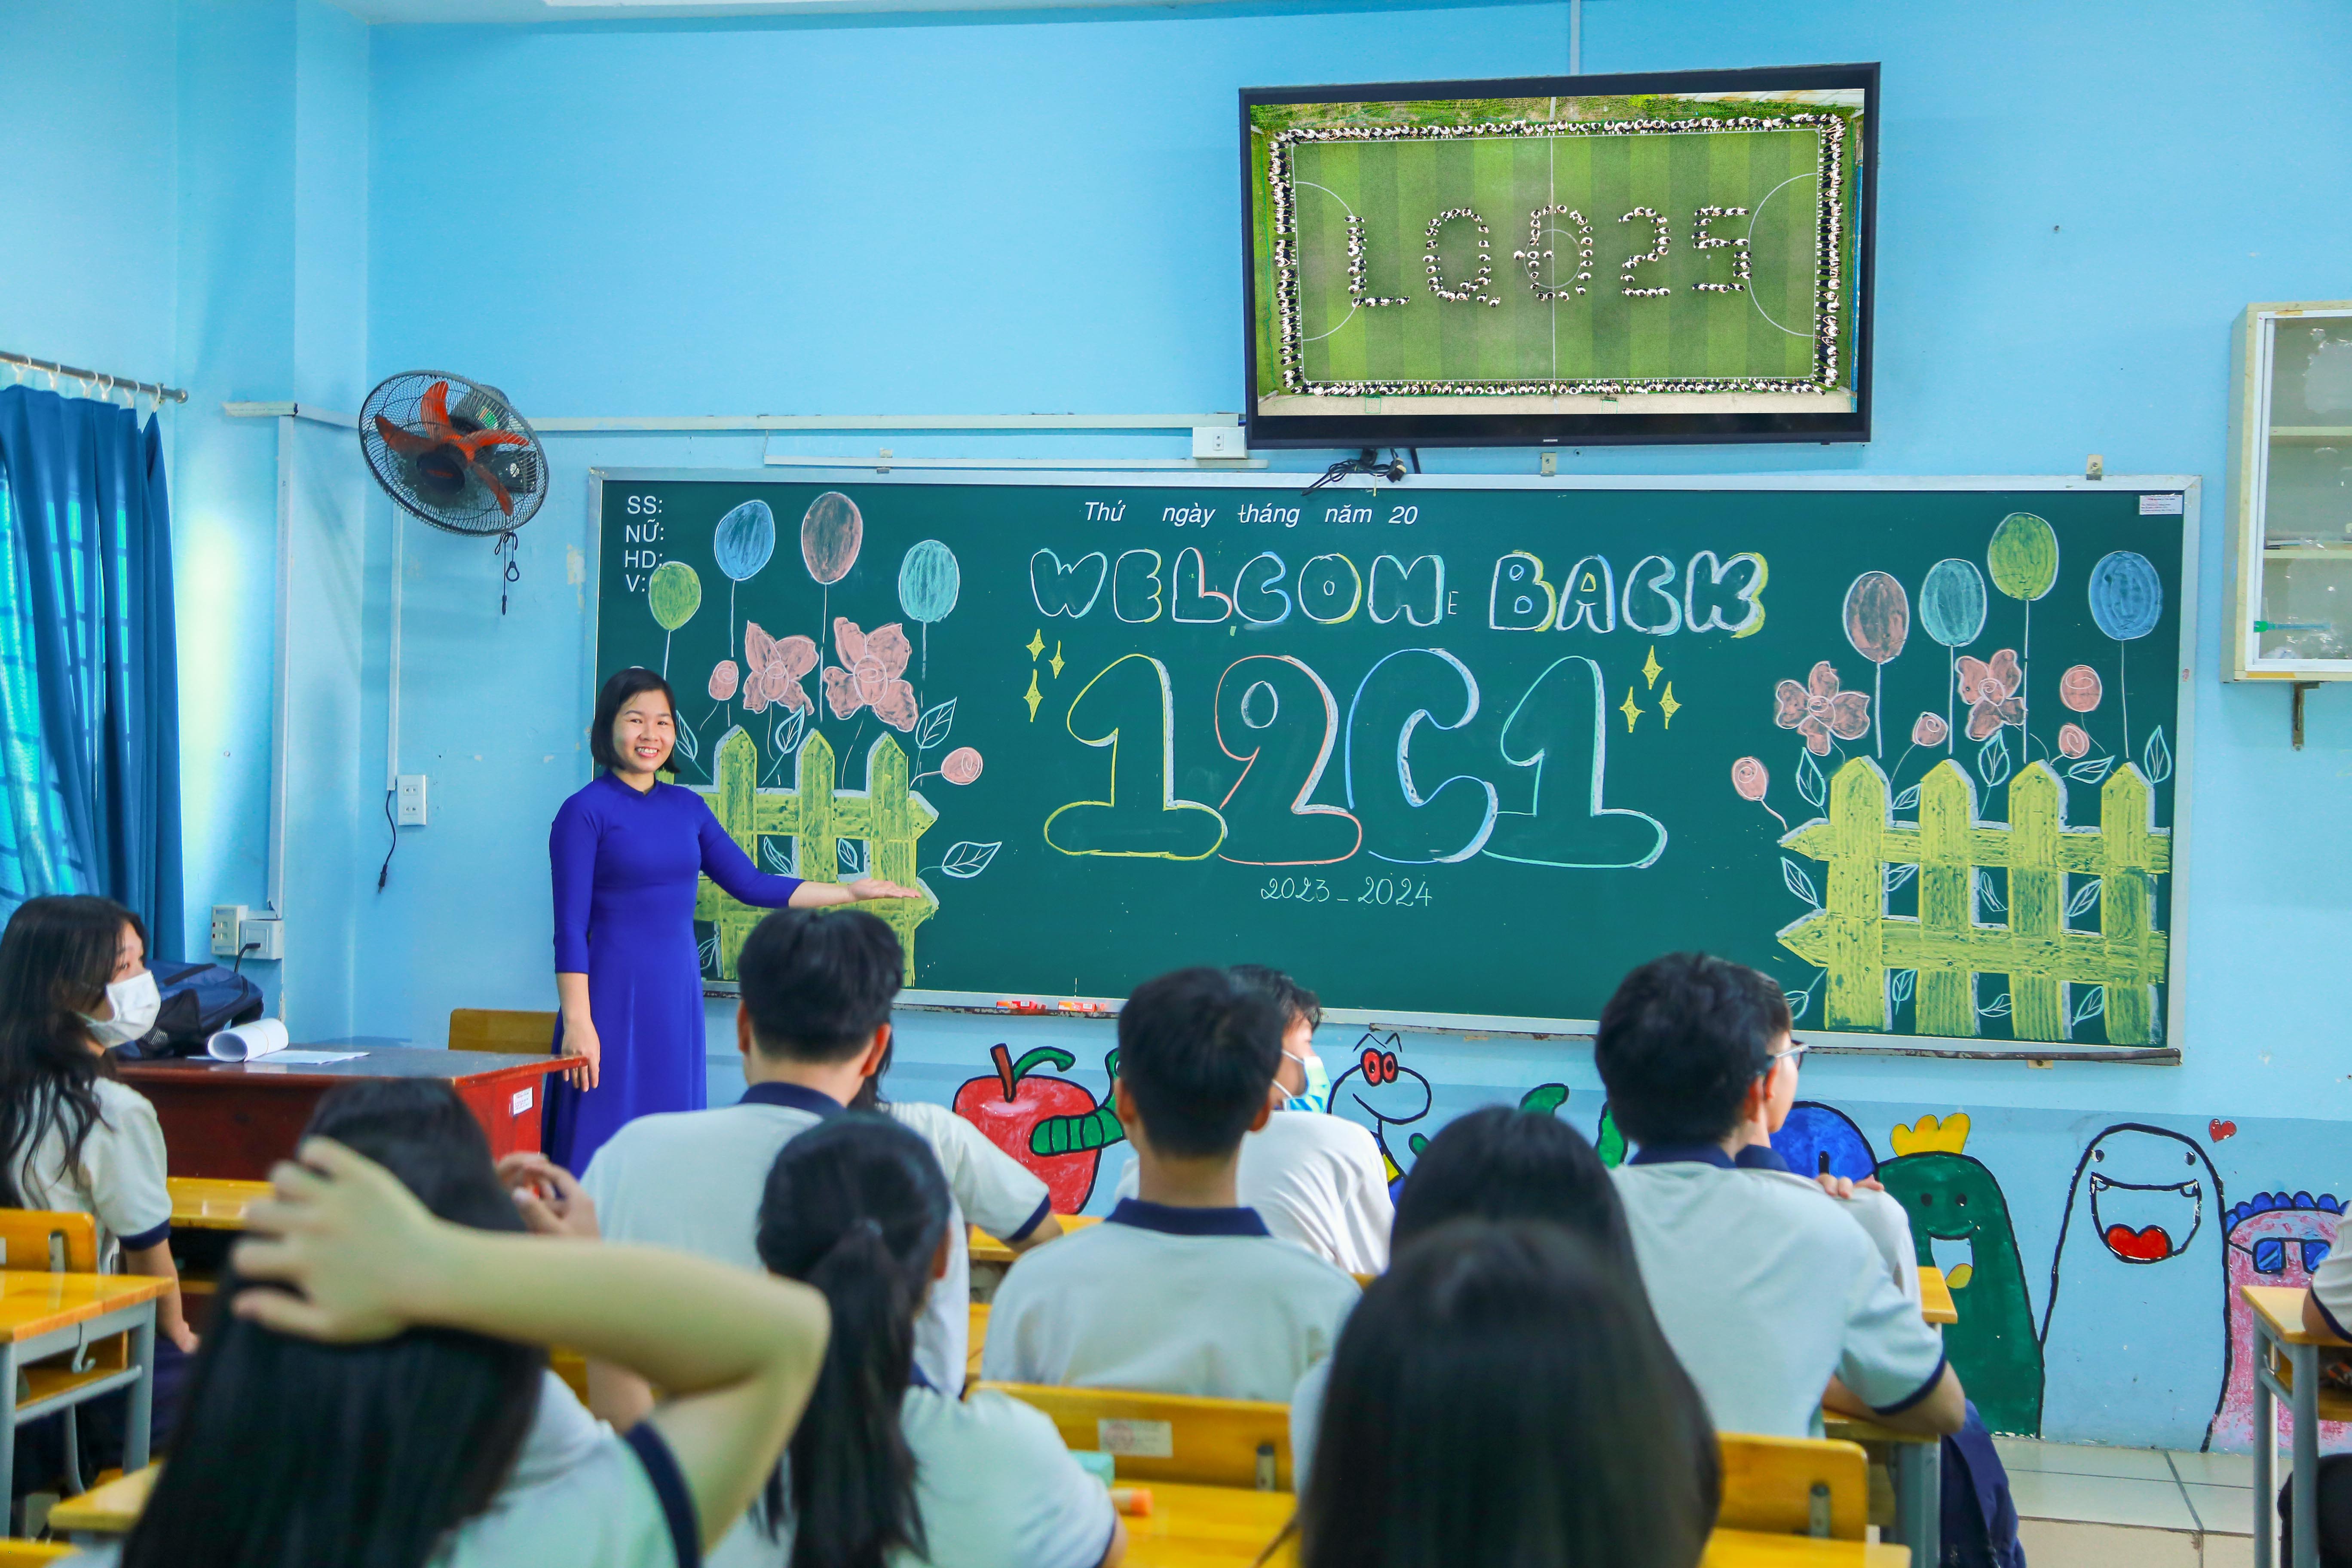 LQĐ25
SS:
NỮ:
HD:
V:
Thứ ngày tháng năm 20
WELCOME BACK
12C1
2023-2024